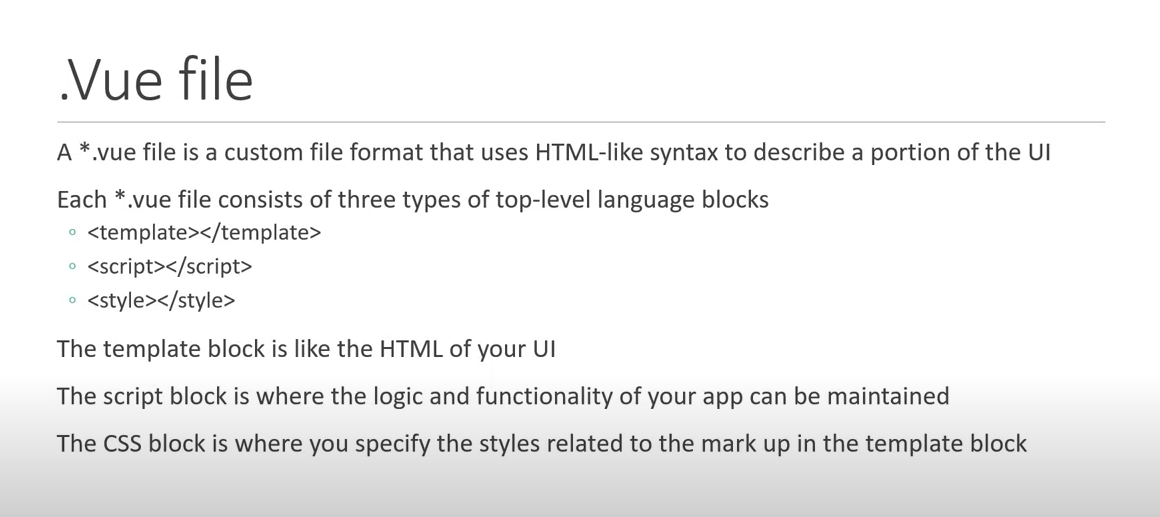 .Vue file
A *.vue file is a custom file format that uses HTML-like syntax to describe a portion of the UI
Each *.vue file consists of three types of top-level language blocks
<template></template>
<script></script>
<style></style>
The template block is like the HTML of your UI
The script block is where the logic and functionality of your app can be maintained
The CSS block is where you specify the styles related to the mark up in the template block